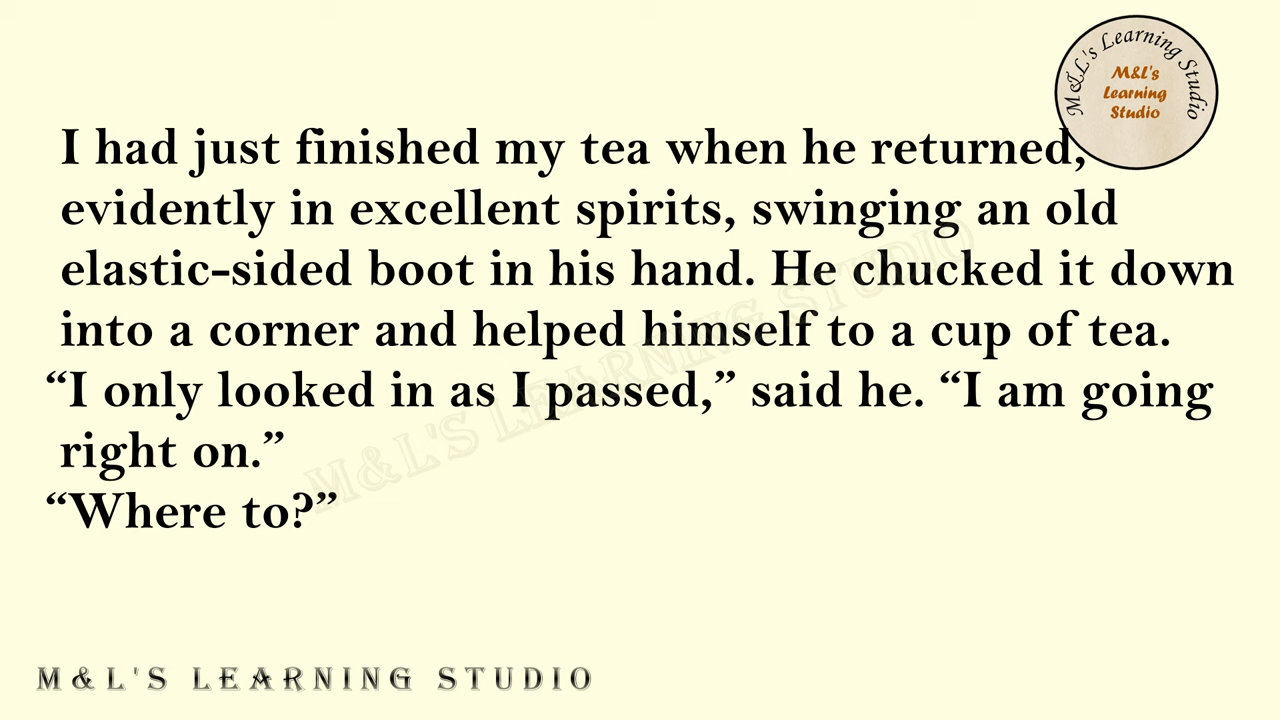 M&L's Learning Studio
M&L's
Learning
Studio
I had just finished my tea when he returned,
evidently in excellent spirits, swinging an old
elastic-sided boot in his hand. He chucked it down
into a corner and helped himself to a cup of tea.
“I only looked in as I passed,” said he. “I am going
right on.”
“Where to?”
M&L'S LEARNING STUDIO
M&L'S LEARNING STUDIO